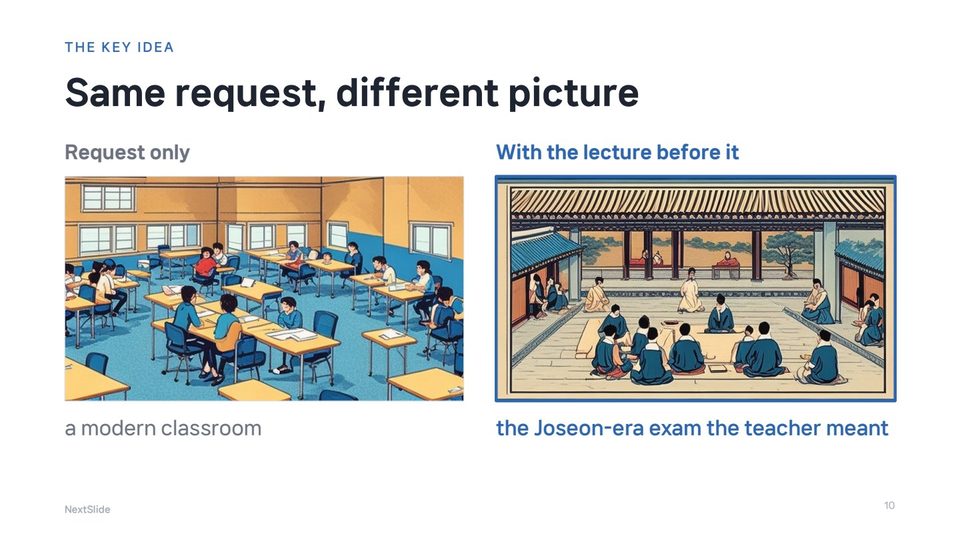 THE KEY IDEA
Same request, different picture
Request only
With the lecture before it
a modern classroom
the Joseon-era exam the teacher meant
NextSlide
10